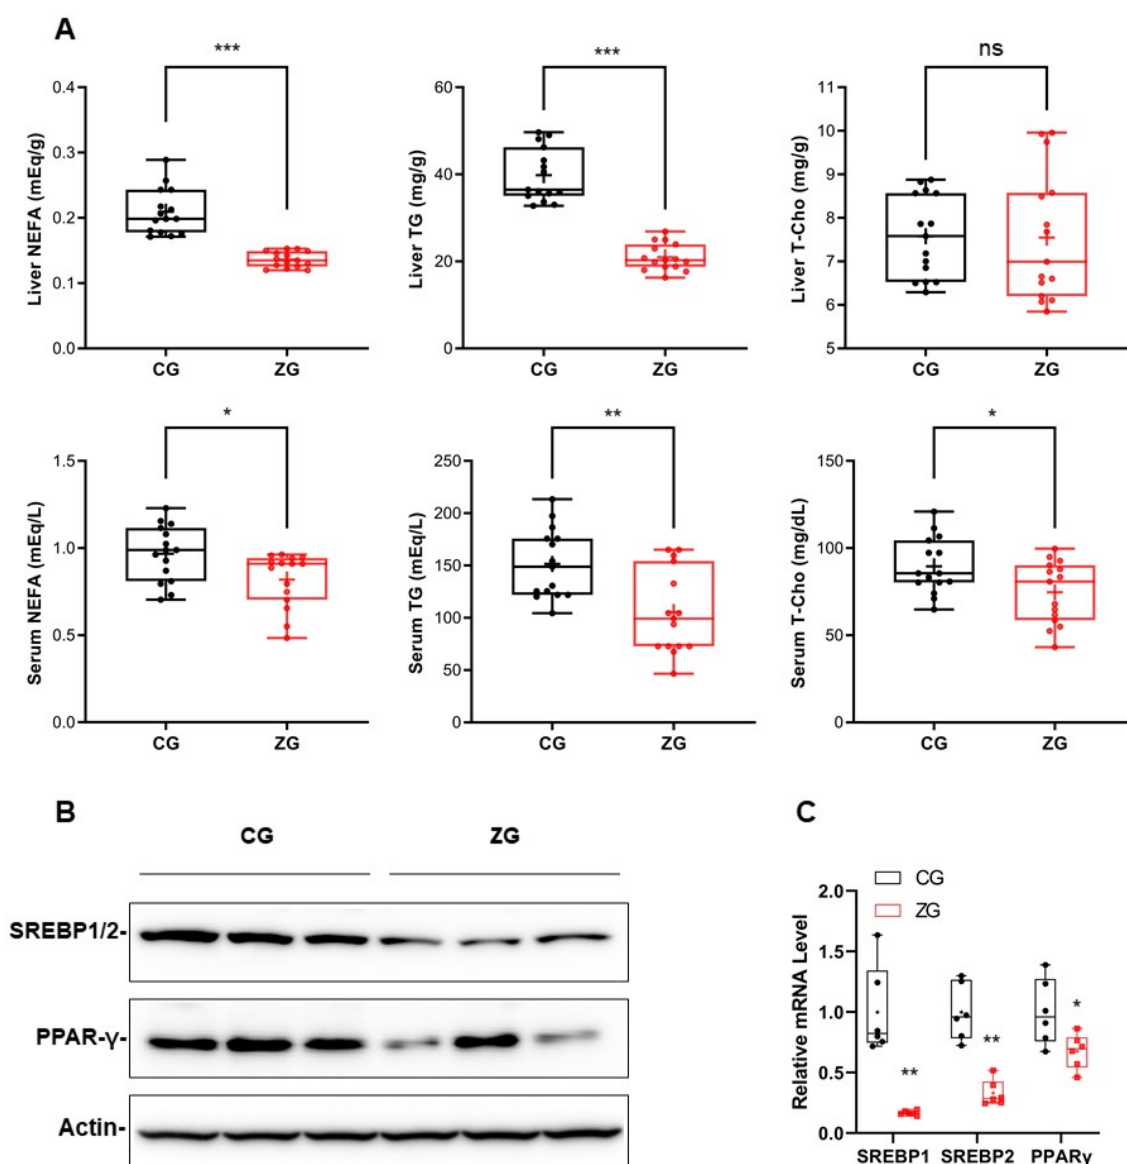 A
***
Liver NEFA (mEq/g)
0.4
0.3
0.2
0.1
0.0
CG
ZG
***
Liver TG (mg/g)
60
40
20
0
CG
ZG
ns
Liver T-Cho (mg/g)
11
10
9
8
7
6
5
CG
ZG
*
Serum NEFA (mEq/L)
1.5
1.0
0.5
0.0
CG
ZG
**
Serum TG (mEq/L)
250
200
150
100
50
0
CG
ZG
*
Serum T-Cho (mg/dL)
150
100
50
0
CG
ZG
B
CG
ZG
SREBP1/2-
PPAR-γ-
Actin-
C
CG
ZG
Relative mRNA Level
2.0
1.5
1.0
0.5
0.0
**
**
*
SREBP1
SREBP2
PPARγ